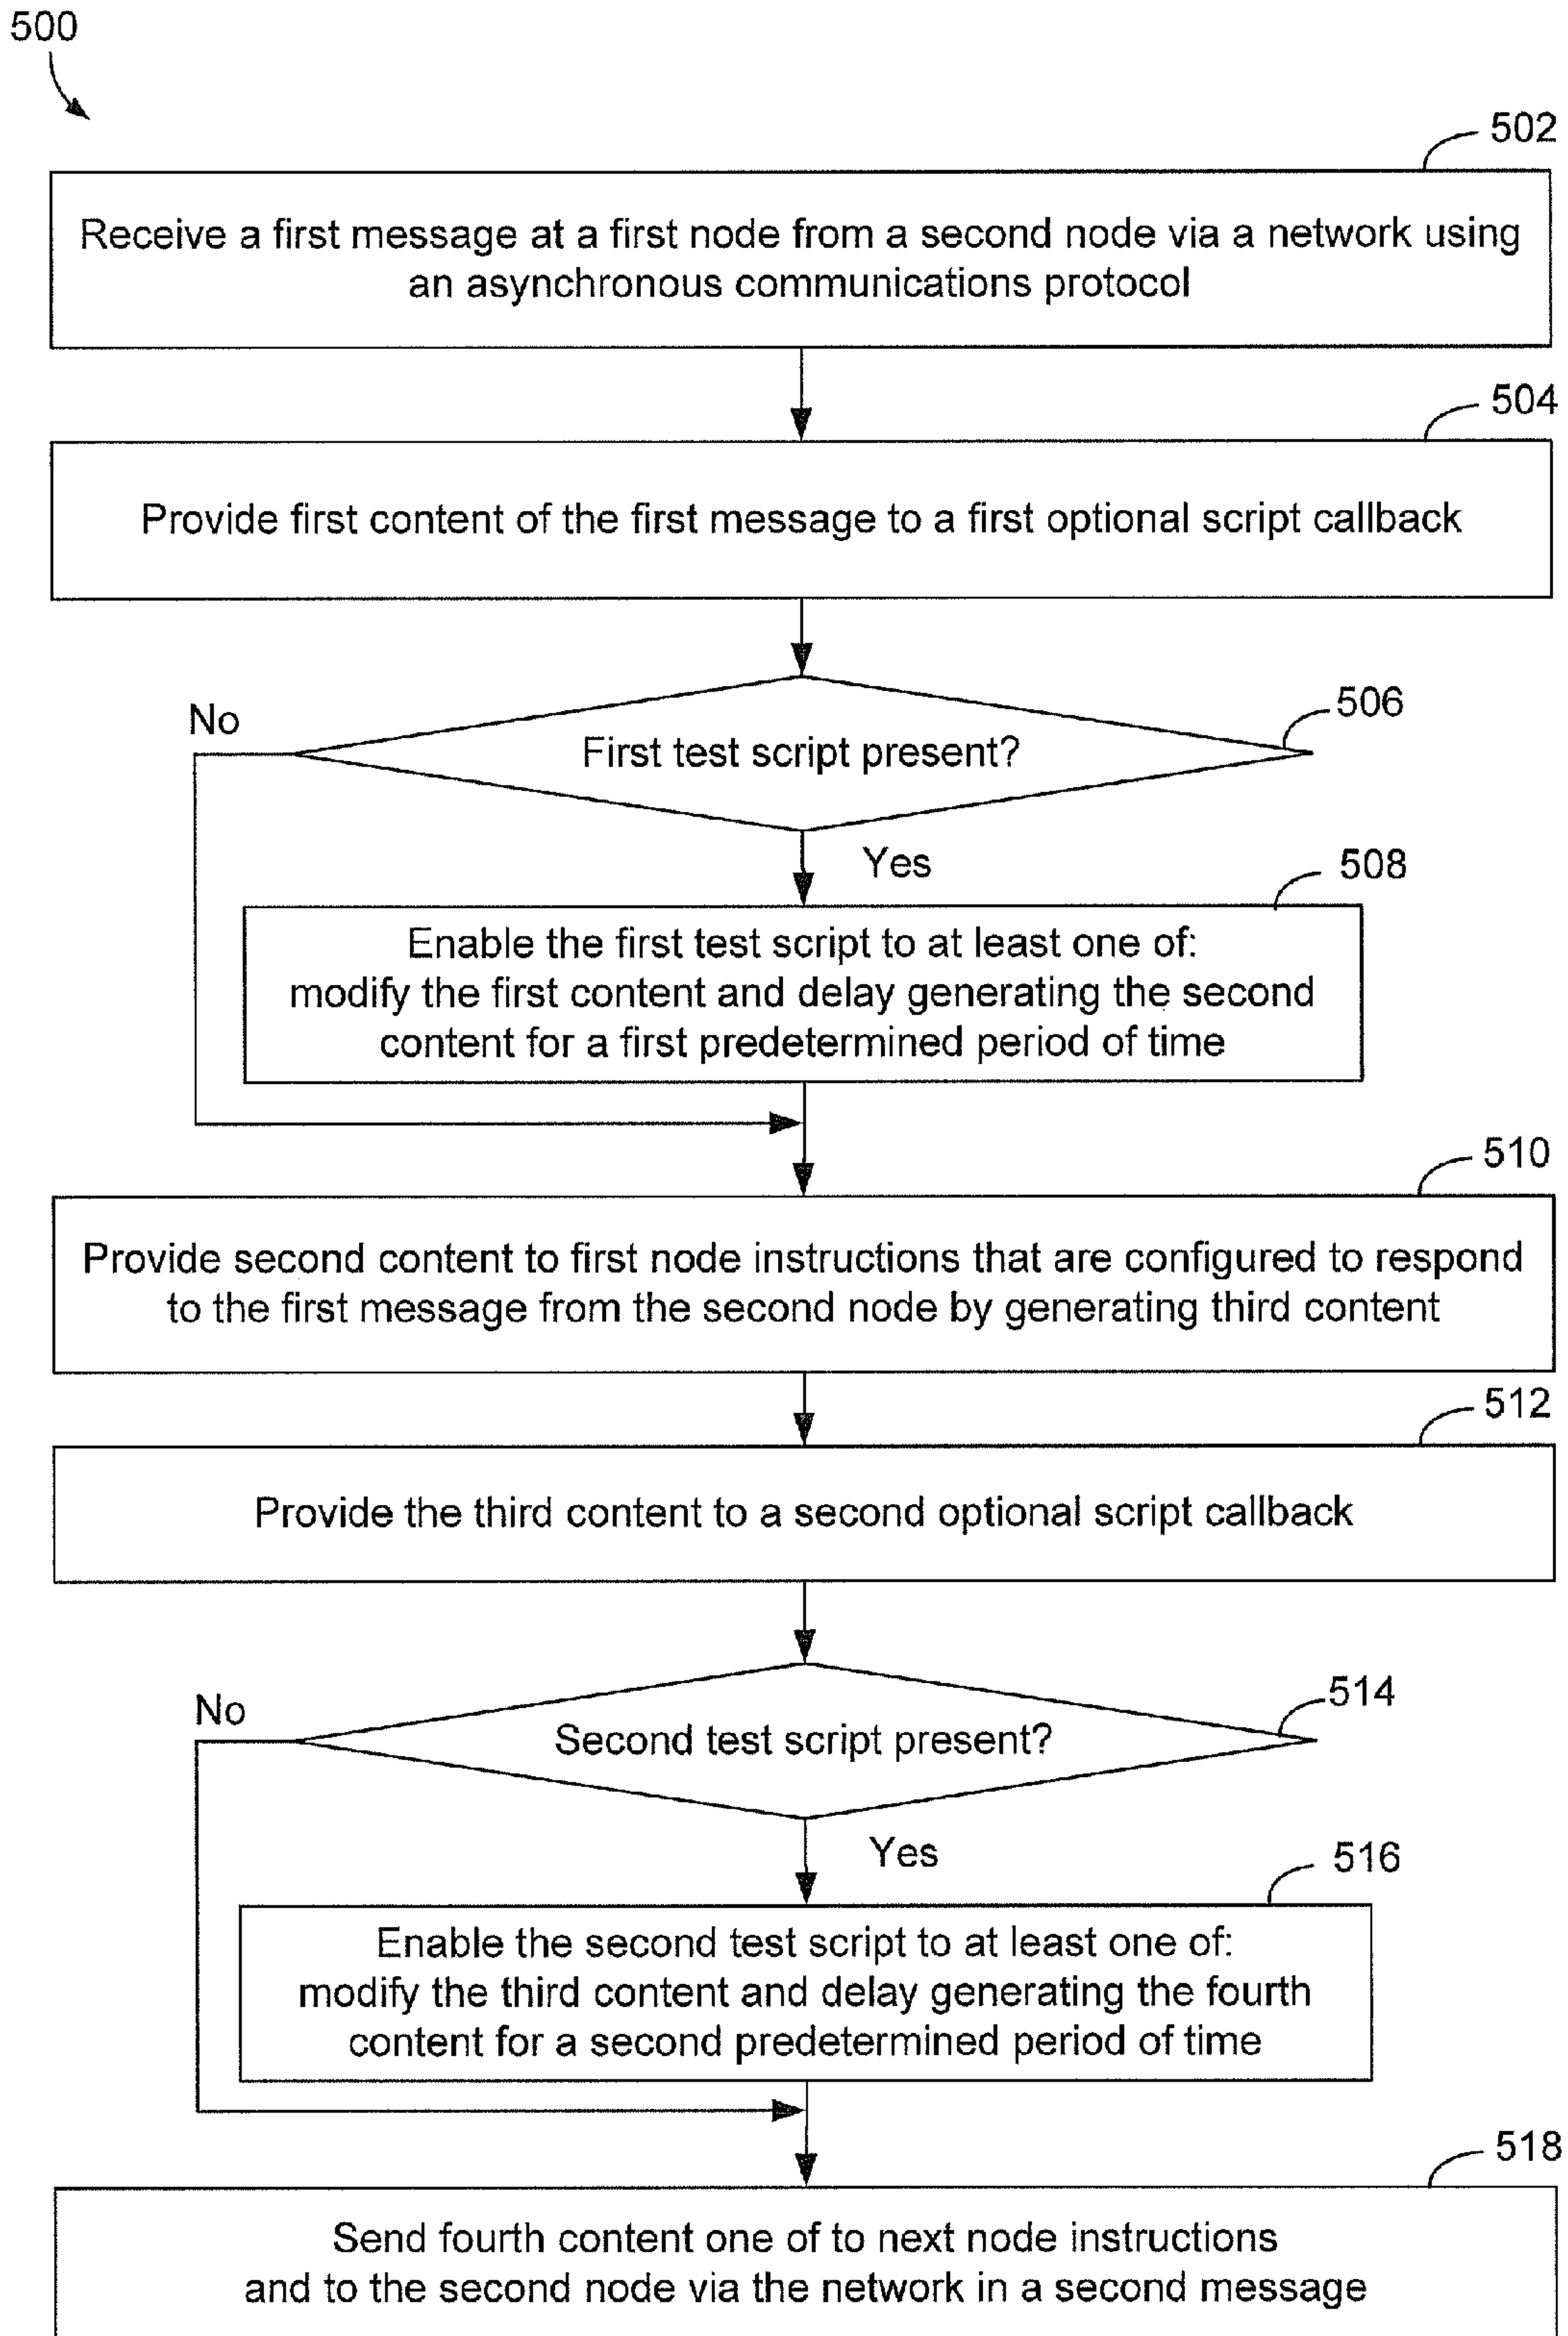 500
502
Receive a first message at a first node from a second node via a network using
an asynchronous communications protocol
504
Provide first content of the first message to a first optional script callback
506
No
First test script present?
Yes
508
Enable the first test script to at least one of:
modify the first content and delay generating the second
content for a first predetermined period of time
510
Provide second content to first node instructions that are configured to respond
to the first message from the second node by generating third content
512
Provide the third content to a second optional script callback
514
No
Second test script present?
Yes
516
Enable the second test script to at least one of:
modify the third content and delay generating the fourth
content for a second predetermined period of time
518
Send fourth content one of to next node instructions
and to the second node via the network in a second message